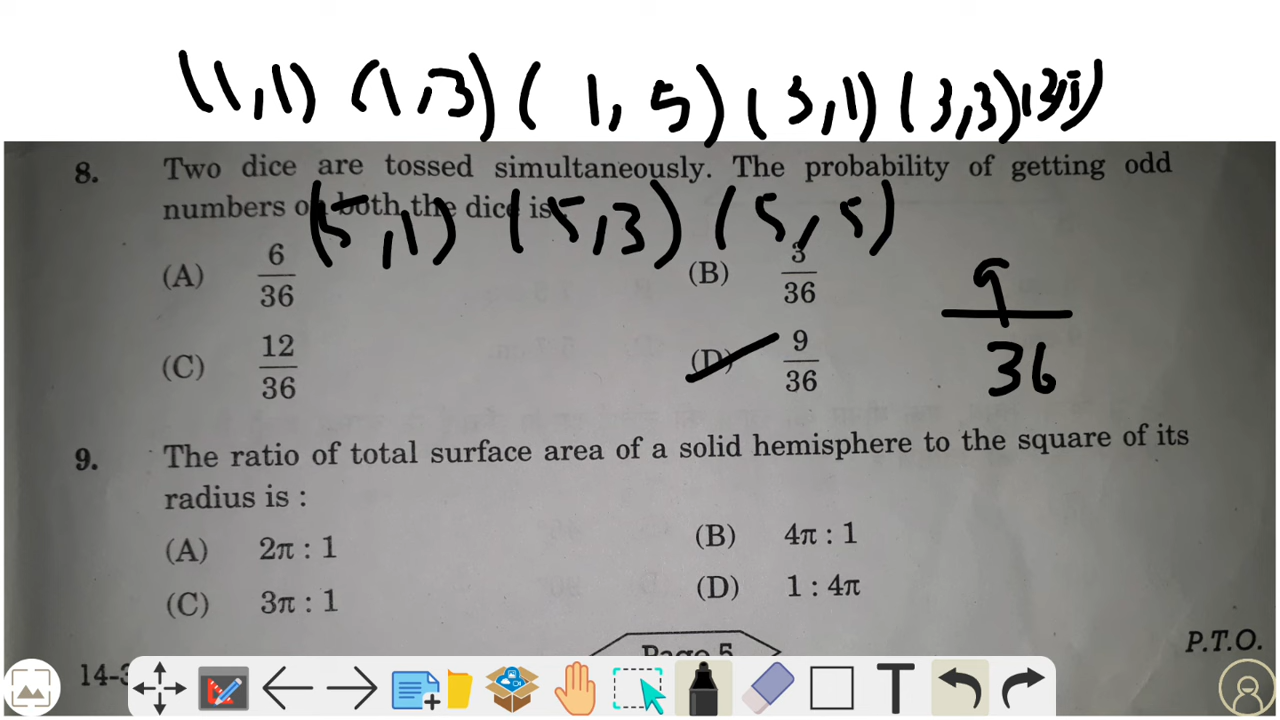 (1,1) (1,3) ( 1, 5) (3,1) (3,3)
8. Two dice are tossed simultaneously. The probability of getting odd
numbers on both the dice is
(5,1) (5,3) (5, 5)
(A) 6/36 (B) 3/36
9/36
(C) 12/36 (D) 9/36
9. The ratio of total surface area of a solid hemisphere to the square of its
radius is :
(A) 2π : 1 (B) 4π : 1
(C) 3π : 1 (D) 1 : 4π
Page 5
P.T.O.
14-3
T